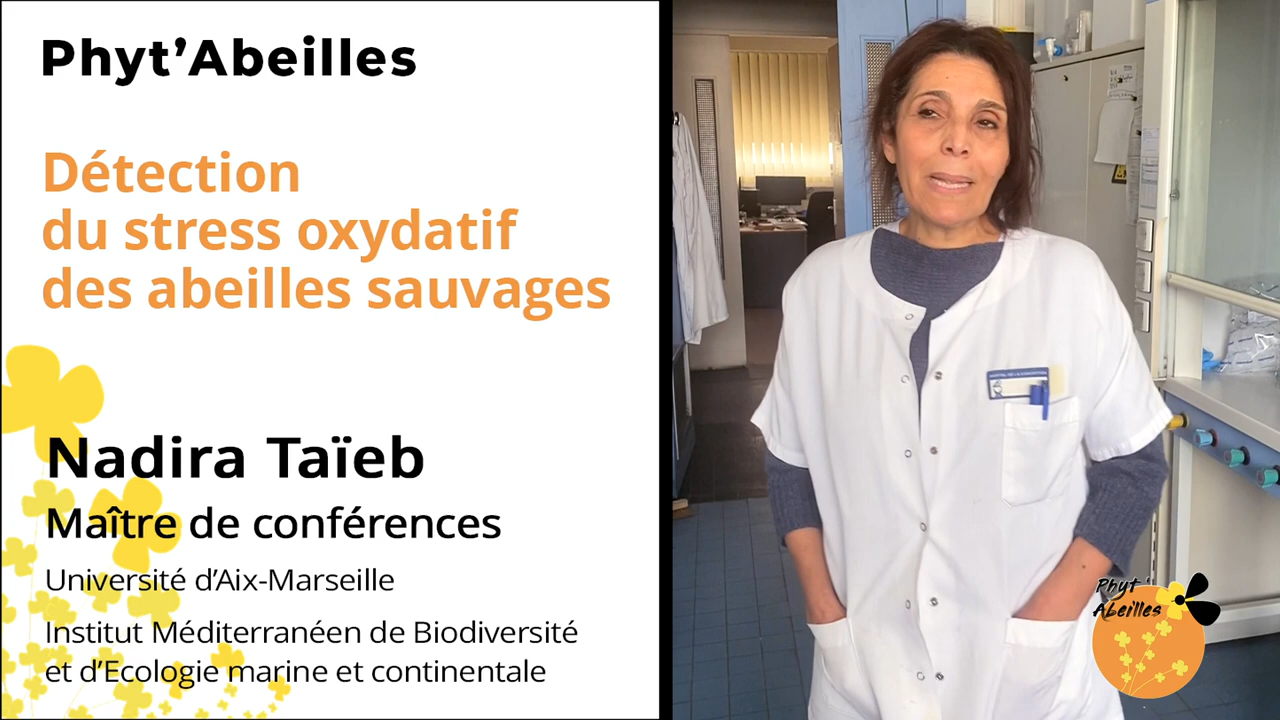 Phyt’Abeilles
Détection
du stress oxydatif
des abeilles sauvages
Nadira Taïeb
Maître de conférences
Université d’Aix-Marseille
Institut Méditerranéen de Biodiversité
et d’Ecologie marine et continentale
Phyt'
Abeilles